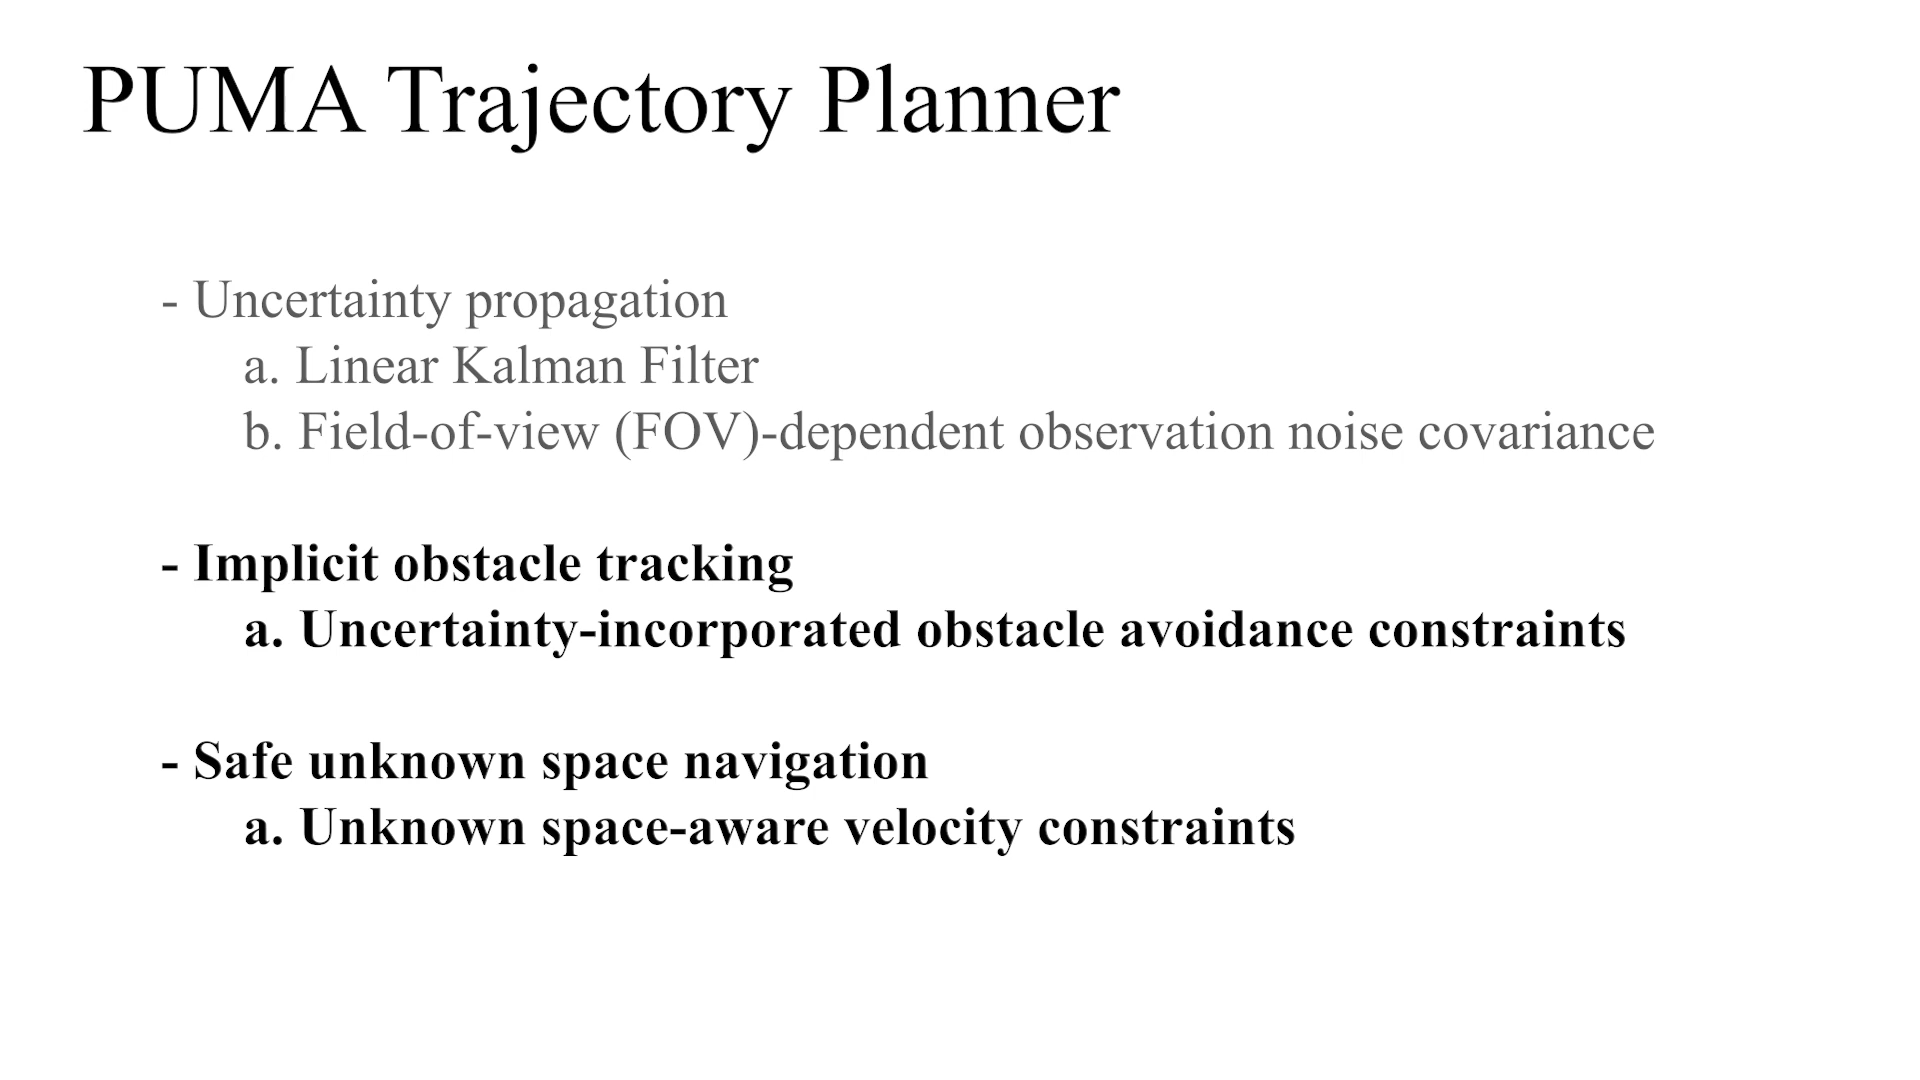 PUMA Trajectory Planner
- Uncertainty propagation
a. Linear Kalman Filter
b. Field-of-view (FOV)-dependent observation noise covariance
- Implicit obstacle tracking
a. Uncertainty-incorporated obstacle avoidance constraints
- Safe unknown space navigation
a. Unknown space-aware velocity constraints